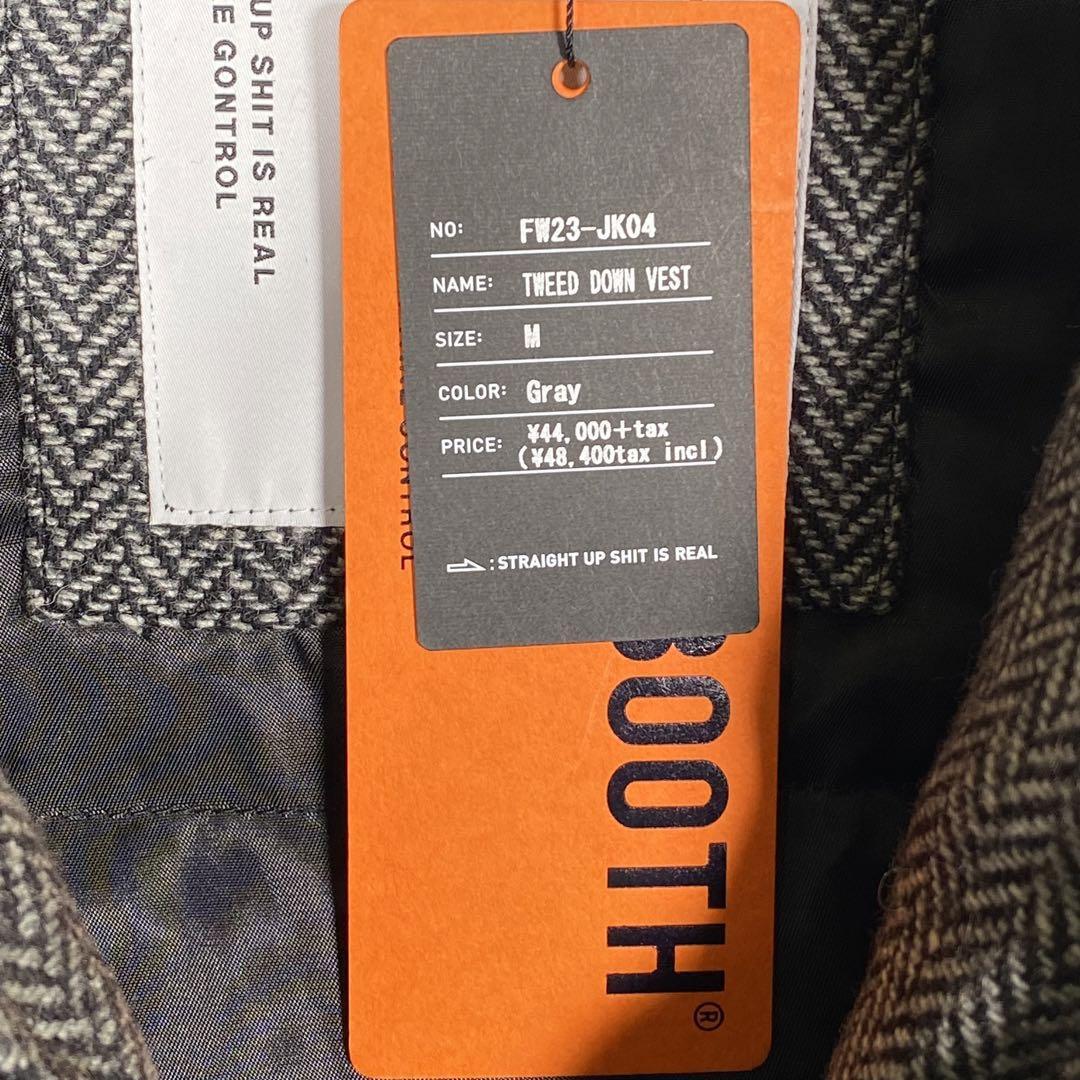 UP SHIT IS REAL
E GONTROL
NO: FW23-JK04
NAME: TWEED DOWN VEST
SIZE: M
COLOR: Gray
PRICE: ¥44,000+tax
(¥48,400tax incl)
:STRAIGHT UP SHIT IS REAL
BOOTH®